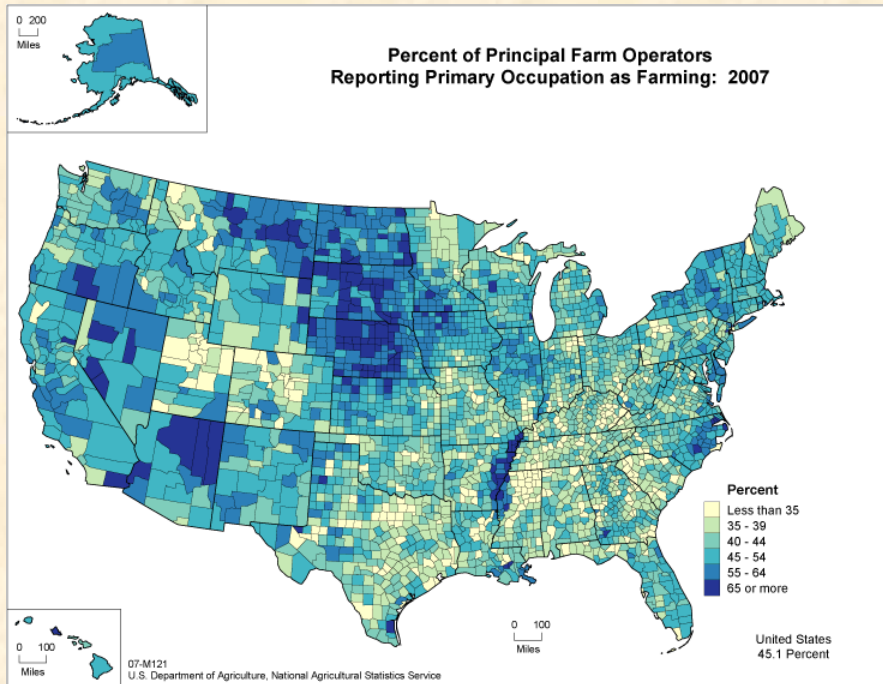 0 200
Miles
Percent of Principal Farm Operators
Reporting Primary Occupation as Farming: 2007
Percent
Less than 35
35 - 39
40 - 44
45 - 54
55 - 64
65 or more
0 100
Miles
0 100
Miles
United States
45.1 Percent
07-M121
U.S. Department of Agriculture, National Agricultural Statistics Service